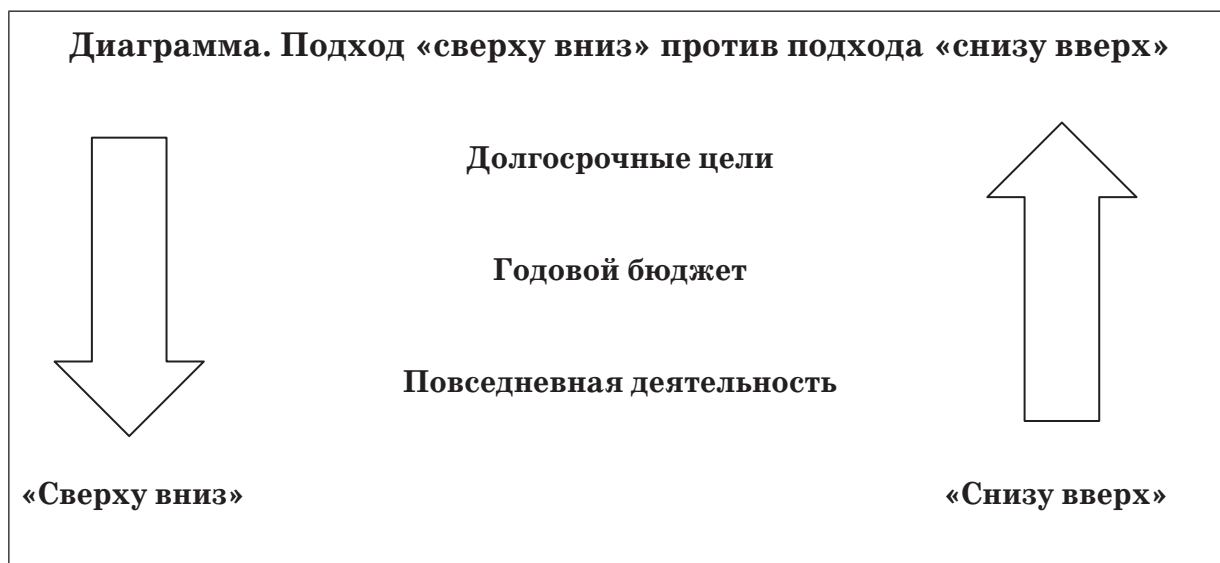 Диаграмма. Подход «сверху вниз» против подхода «снизу вверх»
Долгосрочные цели
Годовой бюджет
Повседневная деятельность
«Сверху вниз»
«Снизу вверх»